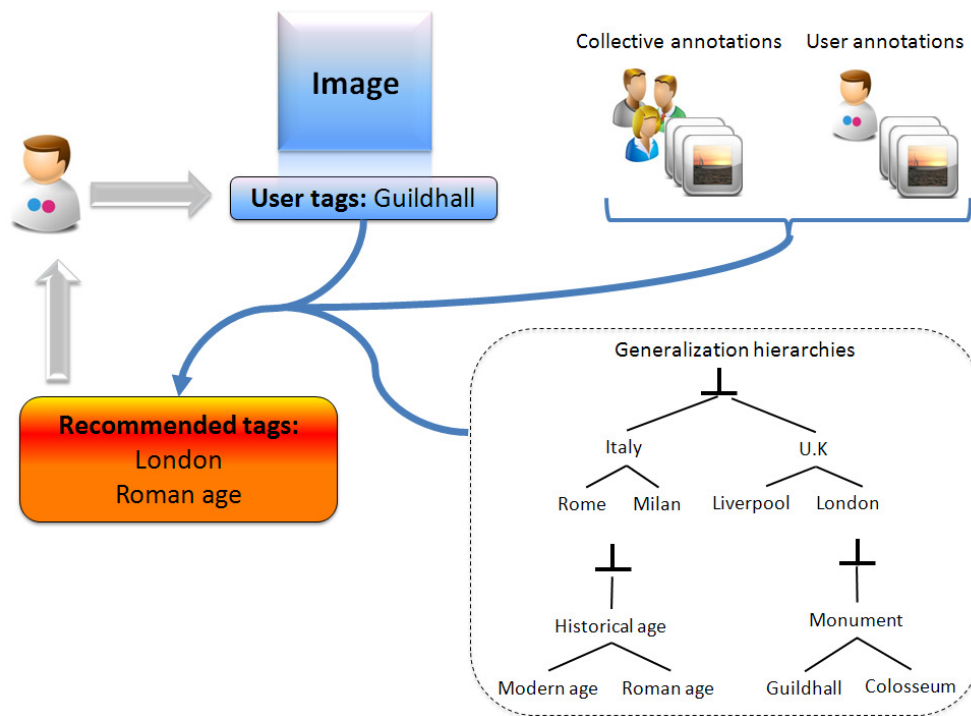 Collective annotations
User annotations
Image
User tags: Guildhall
Recommended tags:
London
Roman age
Generalization hierarchies
Italy
U.K
Rome
Milan
Liverpool
London
Historical age
Monument
Modern age
Roman age
Guildhall
Colosseum